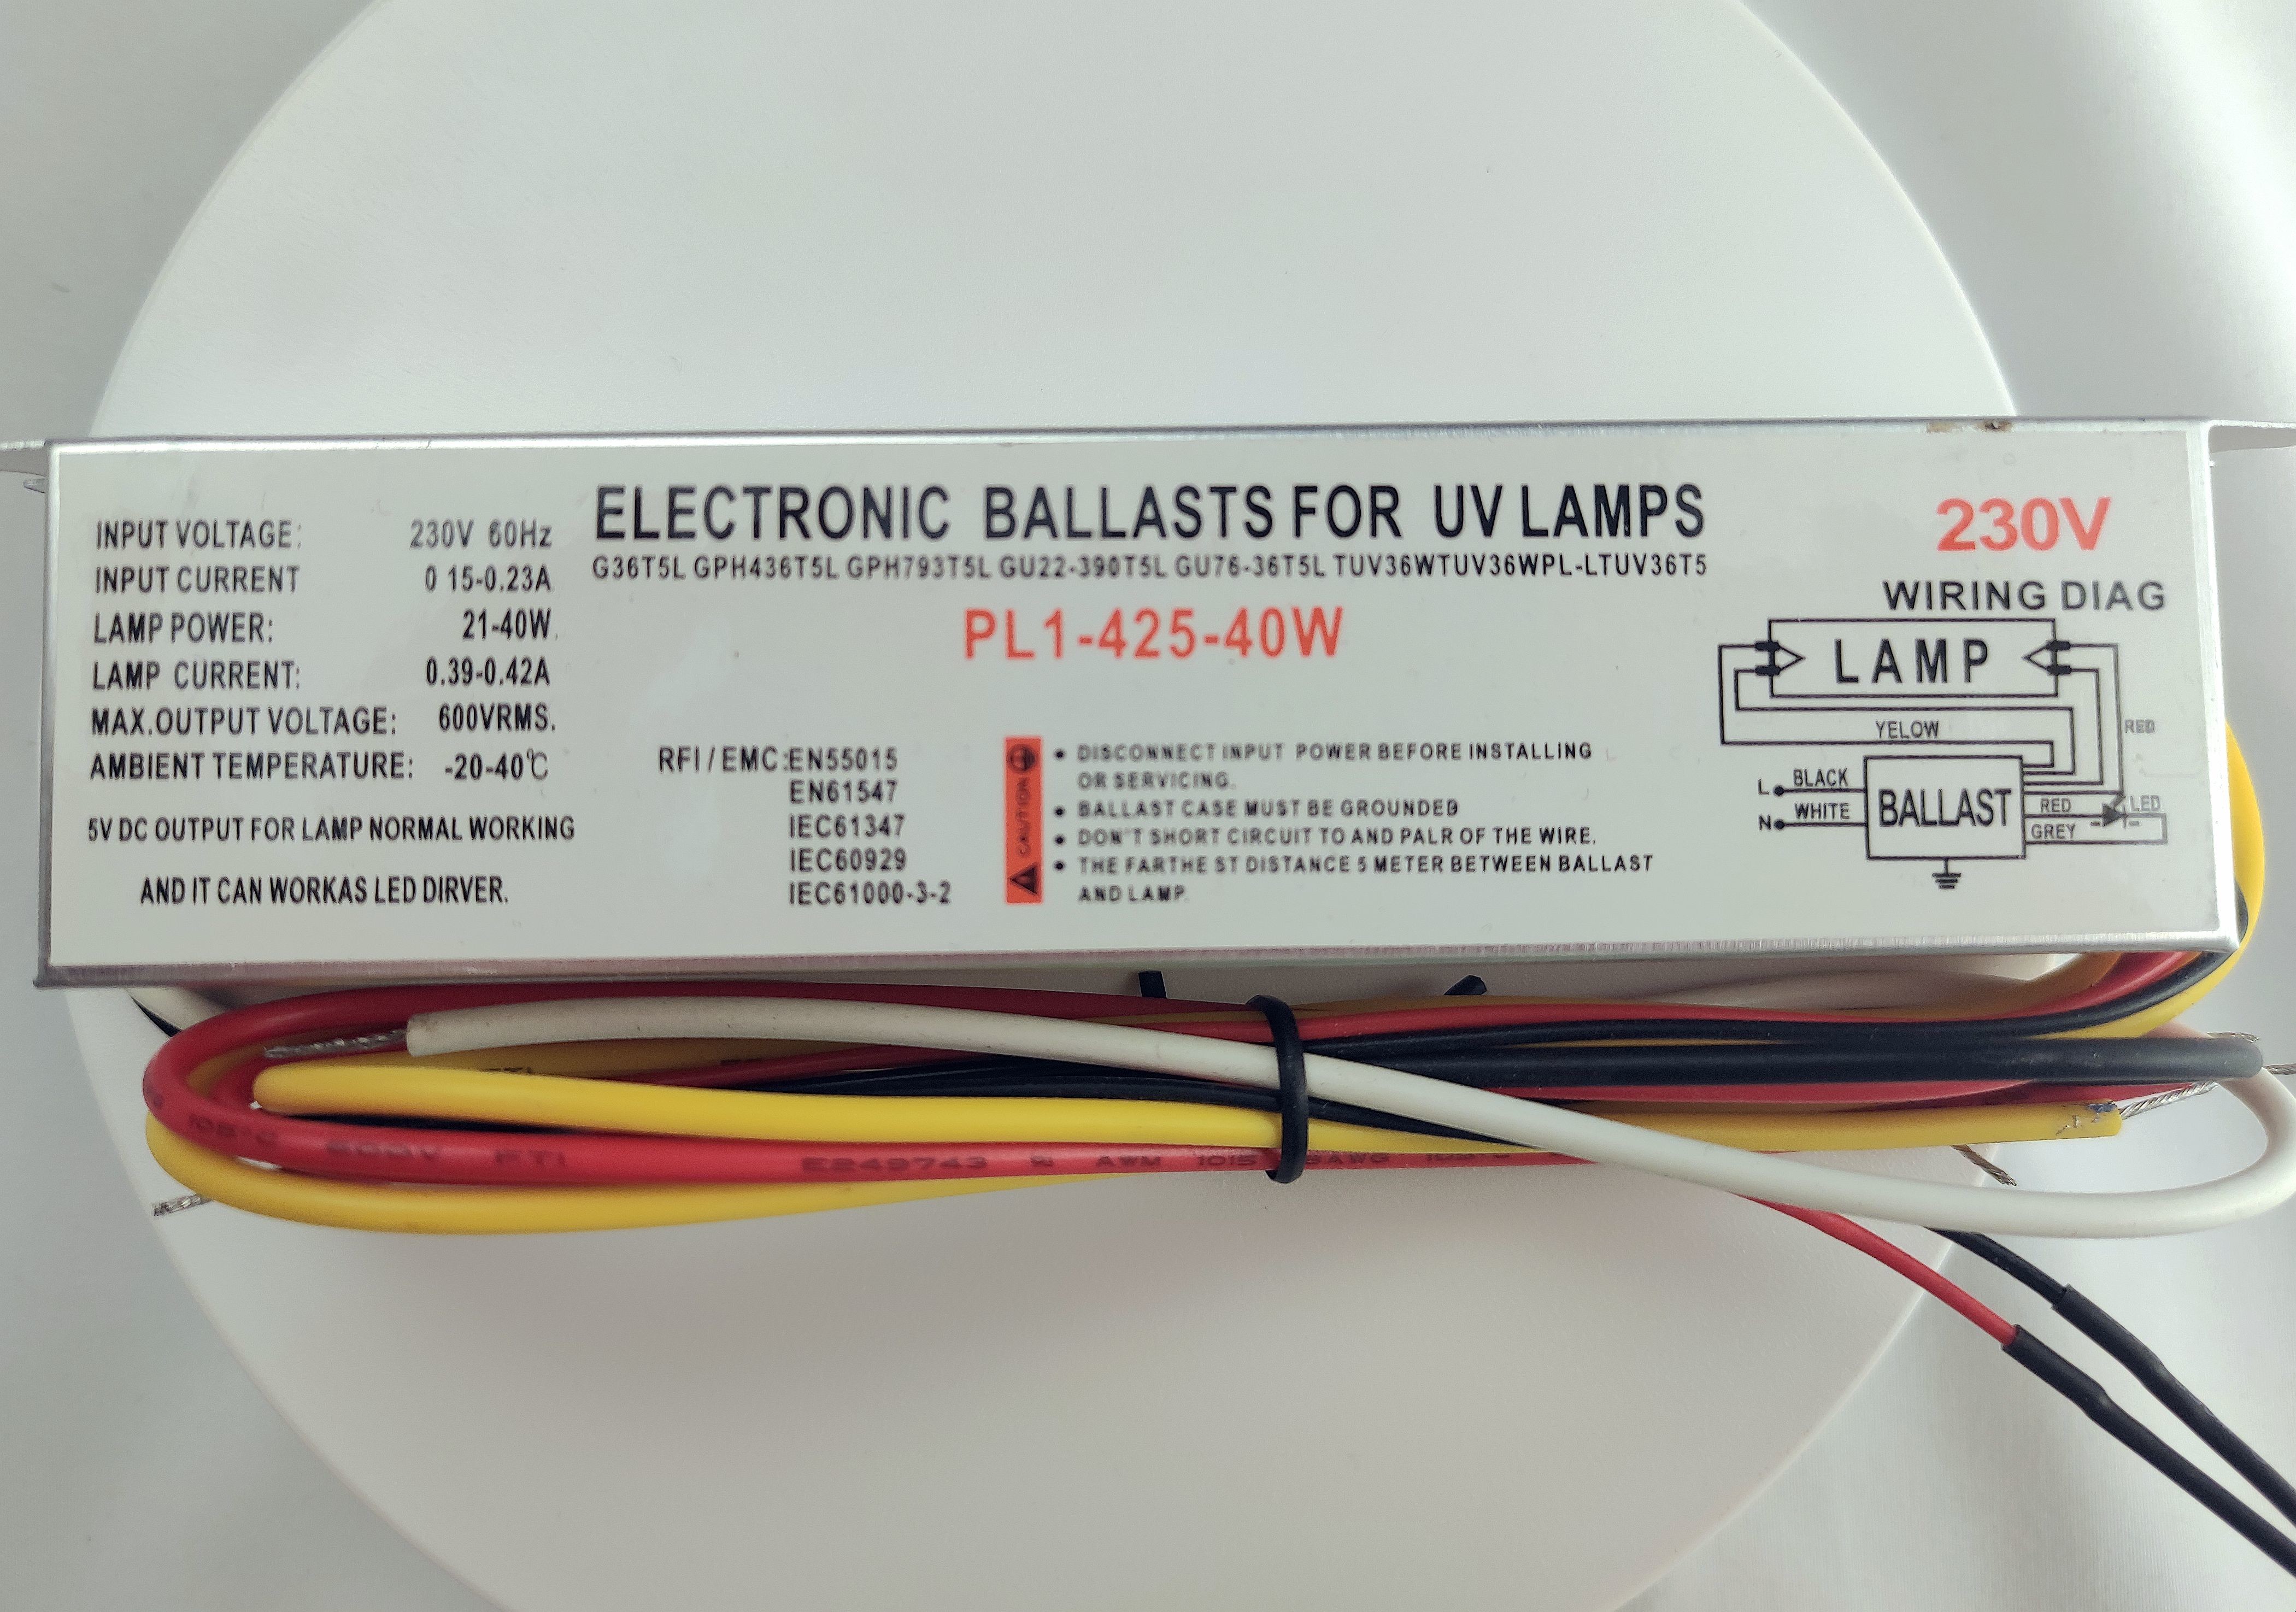 ELECTRONIC BALLASTS FOR UV LAMPS
G36T5L GPH436T5L GPH793T5L GU22-390T5L GU76-36T5L TUV36WTUV36WPL-LTUV36T5
PL1-425-40W
INPUT VOLTAGE: 230V 60Hz
INPUT CURRENT 0 15-0.23A
LAMP POWER: 21-40W.
LAMP CURRENT: 0.39-0.42A
MAX.OUTPUT VOLTAGE: 600VRMS.
AMBIENT TEMPERATURE: -20-40℃
5V DC OUTPUT FOR LAMP NORMAL WORKING
AND IT CAN WORKAS LED DIRVER.
RFI/EMC:EN55015
EN61547
IEC61347
IEC60929
IEC61000-3-2
CAUTION
• DISCONNECT INPUT POWER BEFORE INSTALLING
OR SERVICING.
• BALLAST CASE MUST BE GROUNDED
• DON'T SHORT CIRCUIT TO AND PALR OF THE WIRE.
• THE FARTHE ST DISTANCE 5 METER BETWEEN BALLAST
AND LAMP.
230V
WIRING DIAG
LAMP
YELOW
RED
L BLACK
N WHITE
BALLAST
RED
LED
GREY
105°C 600V FTI E249743 AWM 1015